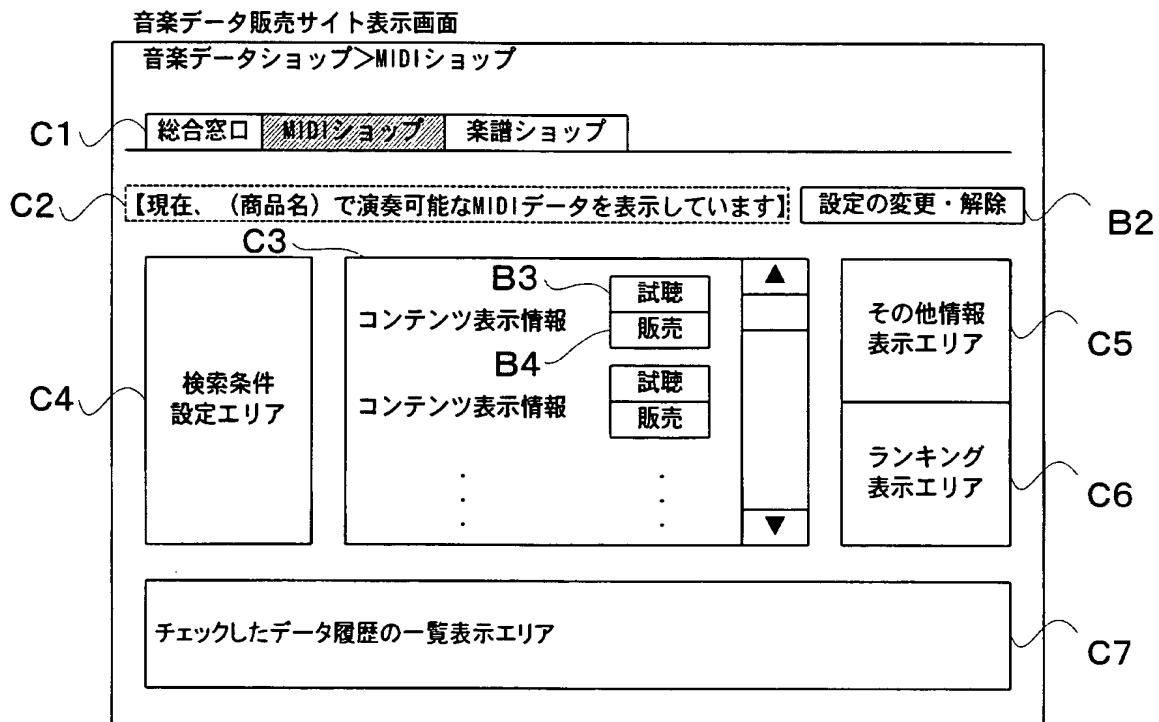 音楽データ販売サイト表示画面
音楽データショップ>MIDIショップ
C1
総合窓口 MIDIショップ 楽譜ショップ
C2
【現在、(商品名)で演奏可能なMIDIデータを表示しています】
設定の変更・解除
B2
C3
C4
検索条件
設定エリア
B3
試聴
コンテンツ表示情報
販売
B4
試聴
コンテンツ表示情報
販売
▲
▼
その他情報
表示エリア
C5
ランキング
表示エリア
C6
チェックしたデータ履歴の一覧表示エリア
C7